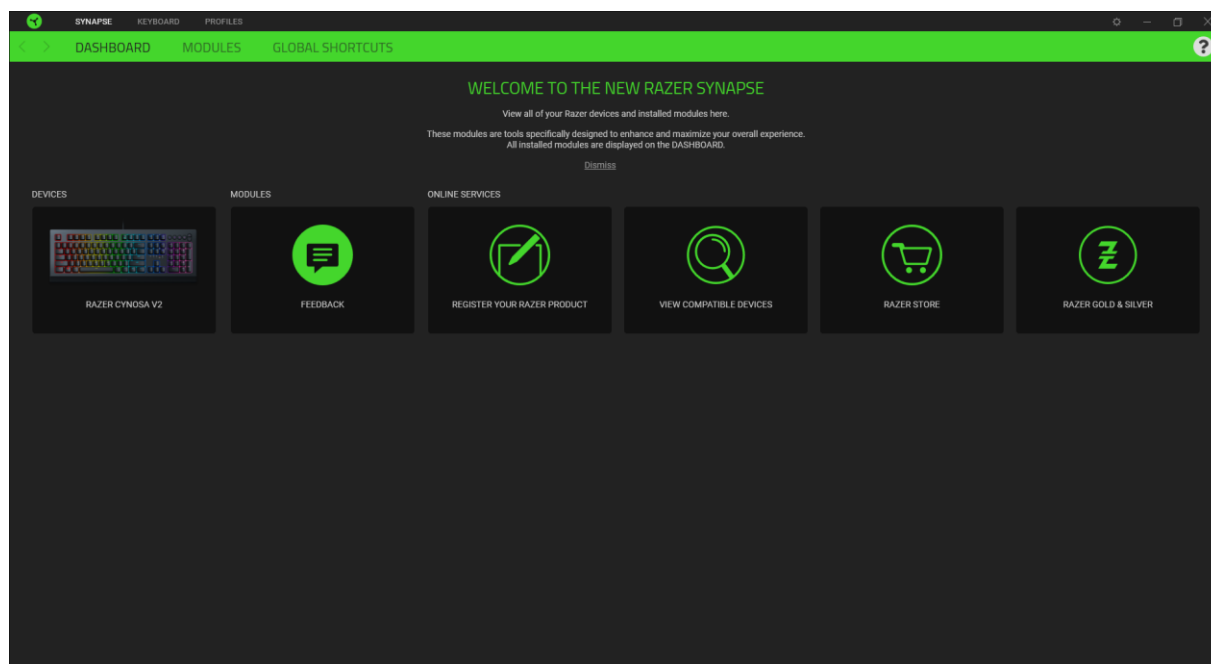 SYNAPSE KEYBOARD PROFILES
DASHBOARD MODULES GLOBAL SHORTCUTS
?
WELCOME TO THE NEW RAZER SYNAPSE
View all of your Razer devices and installed modules here.
These modules are tools specifically designed to enhance and maximize your overall experience.
All installed modules are displayed on the DASHBOARD.
Dismiss
DEVICES MODULES ONLINE SERVICES
RAZER CYNOSA V2 FEEDBACK REGISTER YOUR RAZER PRODUCT VIEW COMPATIBLE DEVICES RAZER STORE RAZER GOLD & SILVER